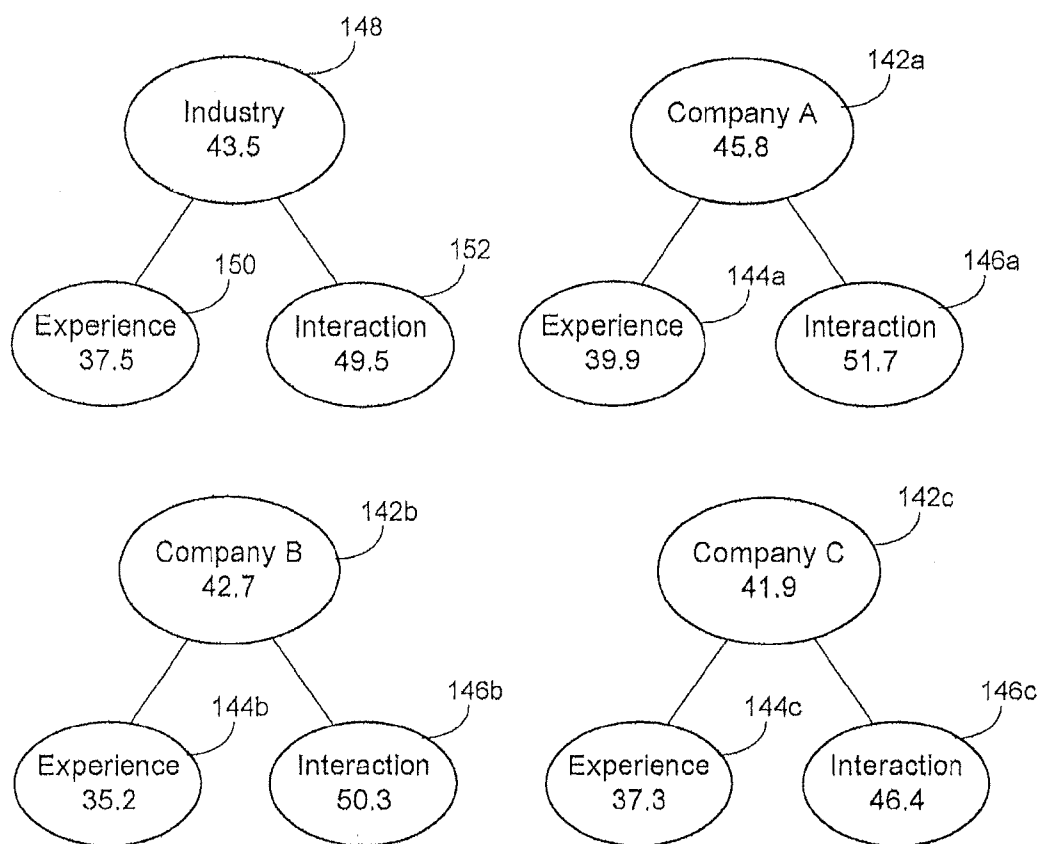 148
Industry
43.5
150
Experience
37.5
152
Interaction
49.5
142a
Company A
45.8
144a
Experience
39.9
146a
Interaction
51.7
142b
Company B
42.7
144b
Experience
35.2
146b
Interaction
50.3
142c
Company C
41.9
144c
Experience
37.3
146c
Interaction
46.4